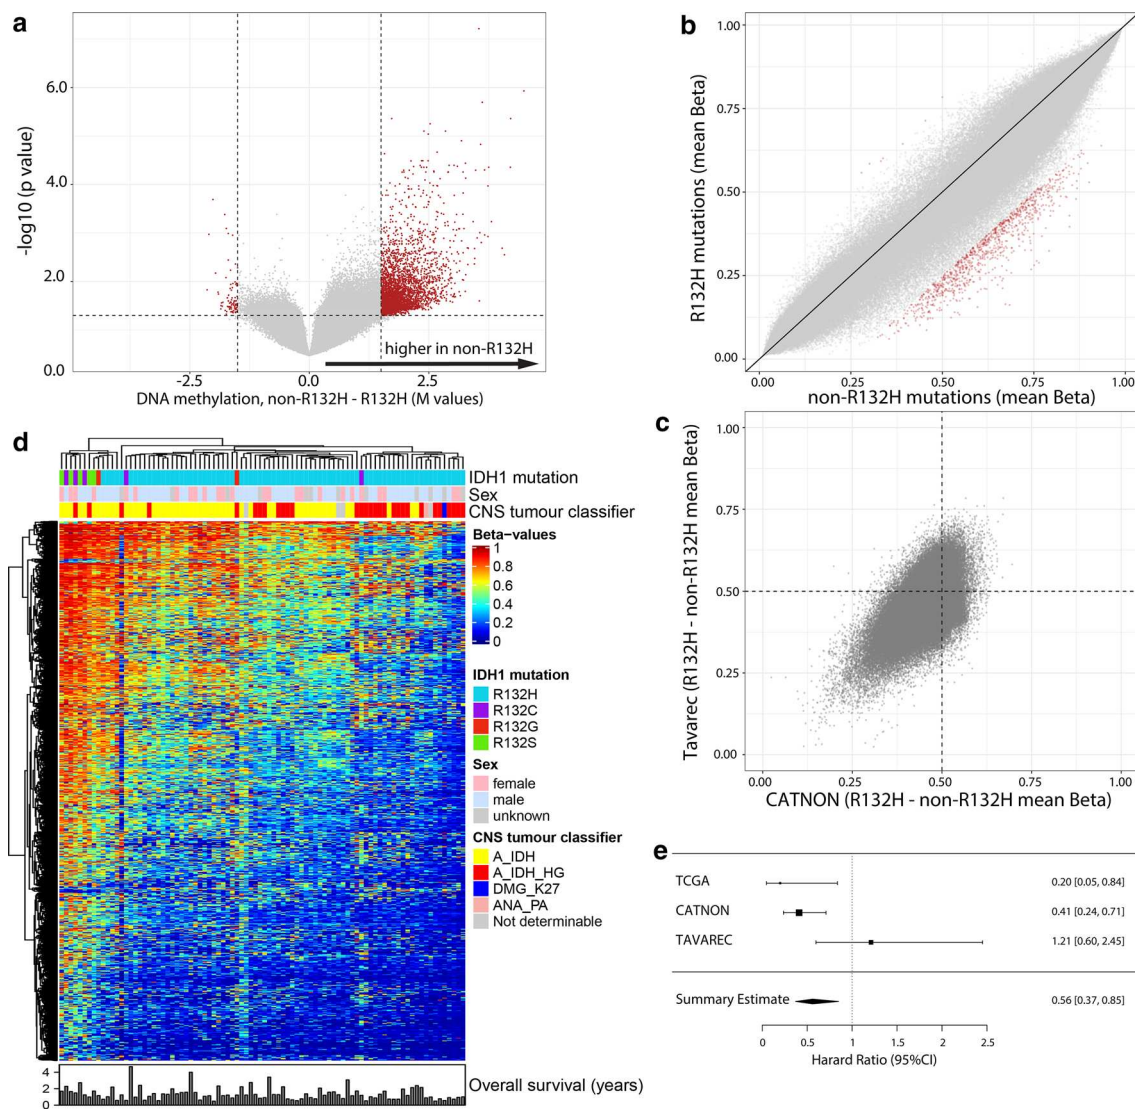 a
-log10 (p value)
6.0
4.0
2.0
0.0
higher in non-R132H
-2.5 0.0 2.5
DNA methylation, non-R132H - R132H (M values)
b
R132H mutations (mean Beta)
1.00
0.75
0.50
0.25
0.00
0.00 0.25 0.50 0.75 1.00
non-R132H mutations (mean Beta)
c
Tavarec (R132H - non-R132H mean Beta)
1.00
0.75
0.50
0.25
0.00
0.00 0.25 0.50 0.75 1.00
CATNON (R132H - non-R132H mean Beta)
d
IDH1 mutation
Sex
CNS tumour classifier
Beta−values
1
0.8
0.6
0.4
0.2
0
IDH1 mutation
R132H
R132C
R132G
R132S
Sex
female
male
unknown
CNS tumour classifier
A_IDH
A_IDH_HG
DMG_K27
ANA_PA
Not determinable
4
2
0
Overall survival (years)
e
TCGA 0.20 [0.05, 0.84]
CATNON 0.41 [0.24, 0.71]
TAVAREC 1.21 [0.60, 2.45]
Summary Estimate 0.56 [0.37, 0.85]
0 0.5 1 1.5 2 2.5
Harard Ratio (95%CI)